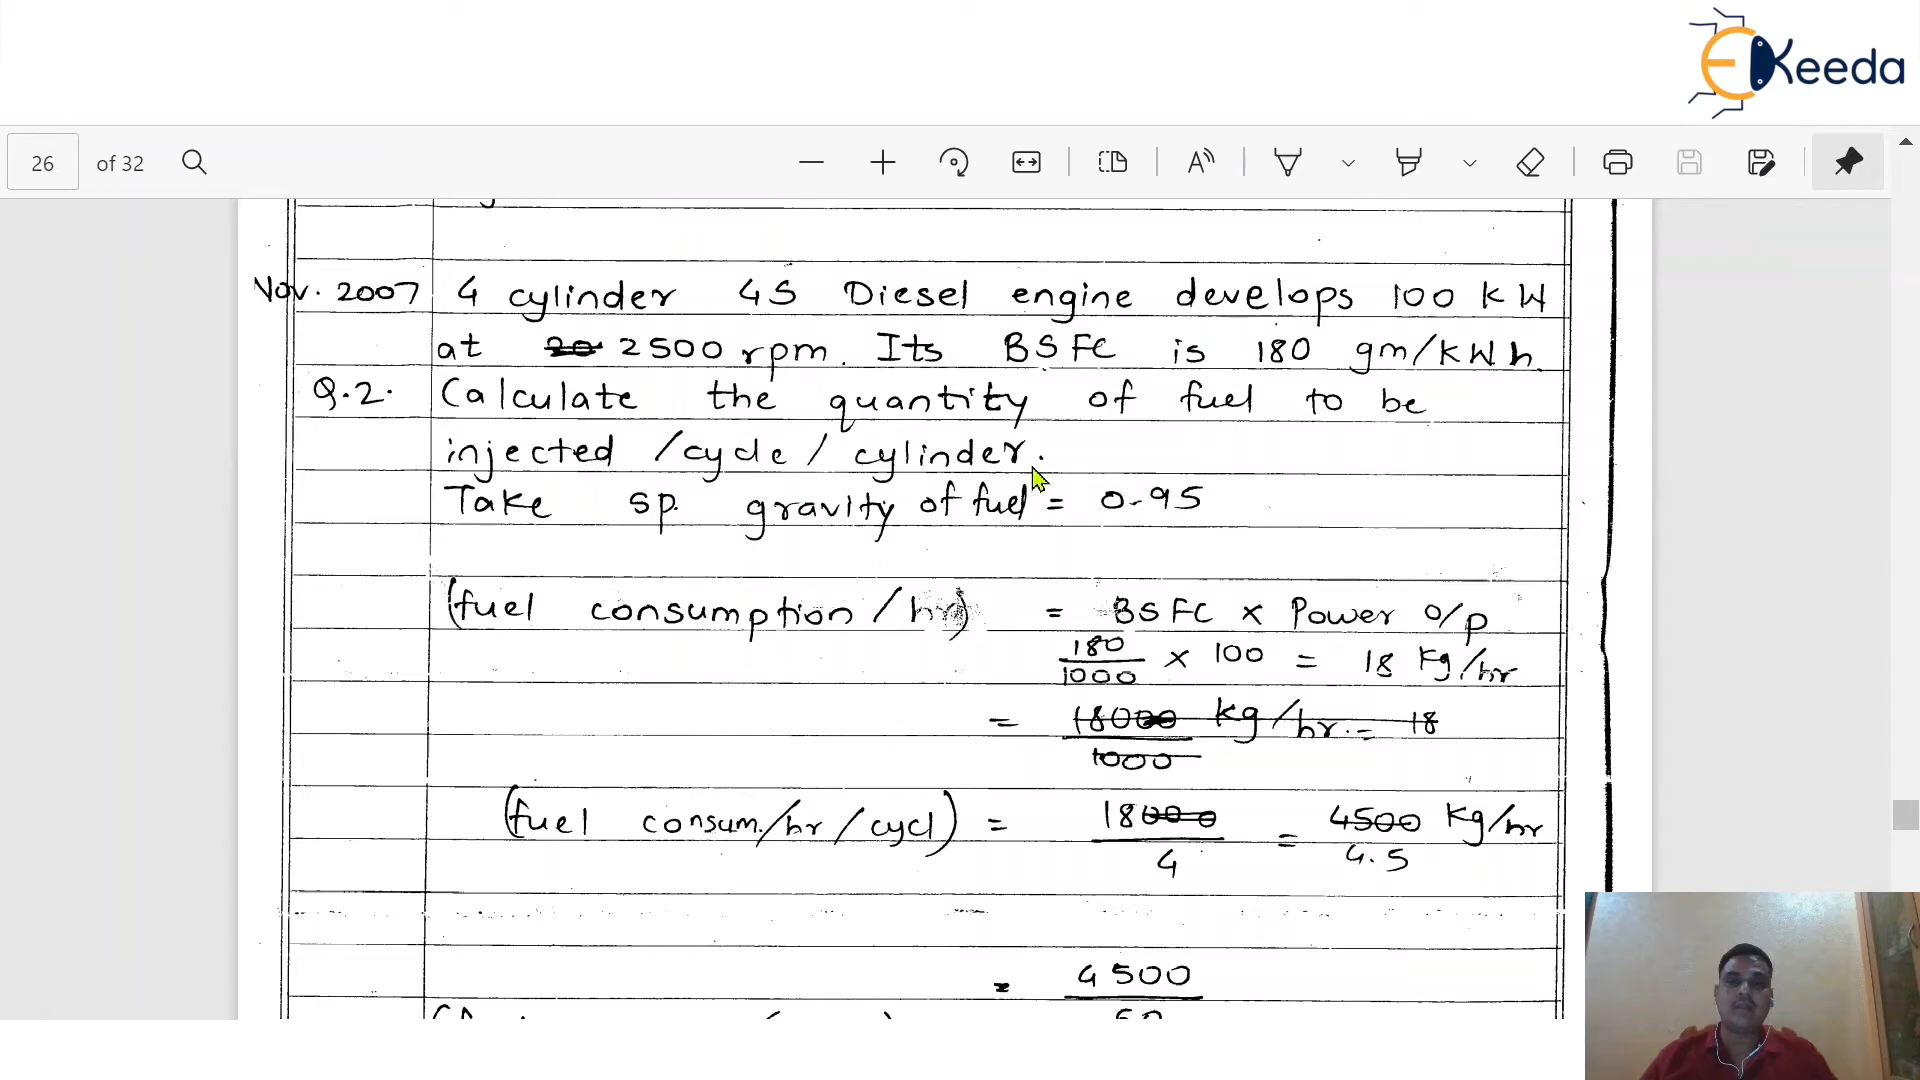 EKeeda
26 of 32
Nov. 2007 4 cylinder 4S Diesel engine develops 100 kW
at 20 2500 rpm. Its BSFC is 180 gm/kWh.
Q.2. Calculate the quantity of fuel to be
injected /cycle/ cylinder.
Take sp. gravity of fuel = 0.95
(fuel consumption /hr) = BSFC x Power o/p
180/1000 x 100 = 18 Kg/hr
= 18000/1000 kg/hr. = 18
(fuel consum./hr /cycl) = 18000/4 = 4500 Kg/hr
4.5
= 4500